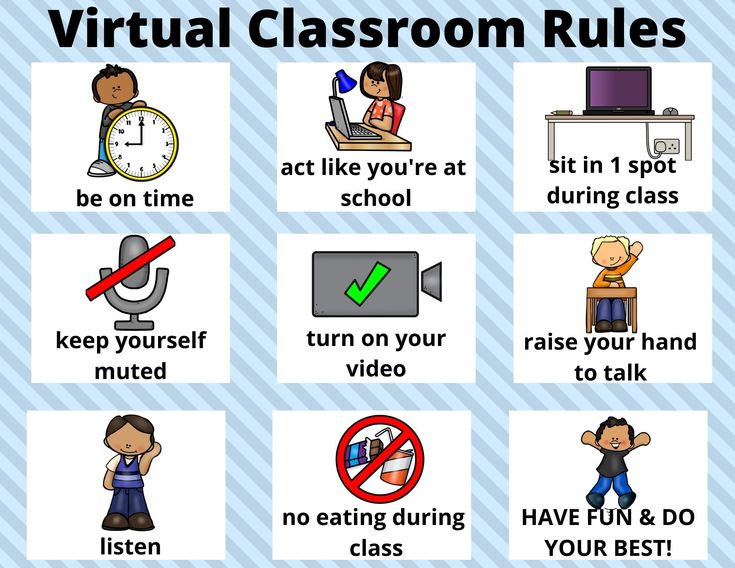 Virtual Classroom Rules
be on time
act like you're at
school
sit in 1 spot
during class
keep yourself
muted
turn on your
video
raise your hand
to talk
listen
no eating during
class
HAVE FUN & DO
YOUR BEST!